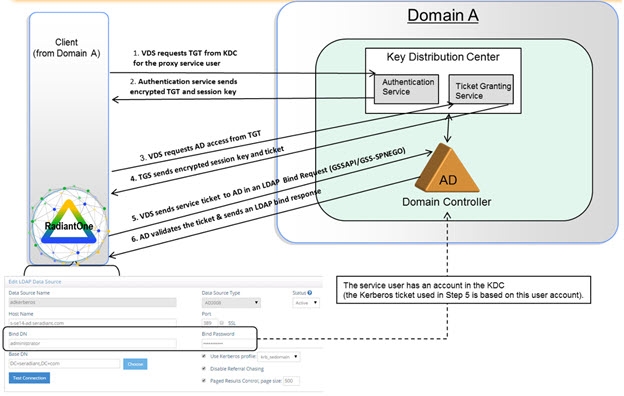 Domain A
Client
(from Domain A)
1. VDS requests TGT from KDC
for the proxy service user
2. Authentication service sends
encrypted TGT and session key
Key Distribution Center
Authentication
Service
Ticket Granting
Service
3. VDS requests AD access from TGT
4. TGS sends encrypted session key and ticket
5. VDS sends service ticket to AD in an LDAP Bind Request (GSSAPI/GSS-SPNEGO)
6. AD validates the ticket & sends an LDAP bind response
AD
Domain Controller
RadiantOne
The service user has an account in the KDC
(the Kerberos ticket used in Step 5 is based on this user account).
Edit LDAP Data Source
Data Source Name
Data Source Type
Status
adkerberos
Active
Host Name
Port
389
SSL
Bind DN
Bind Password
administrator
Base DN
Use Kerberos profile:
Choose
Disable Referral Chasing
Test Connection
Paged Results Control, page size:
500